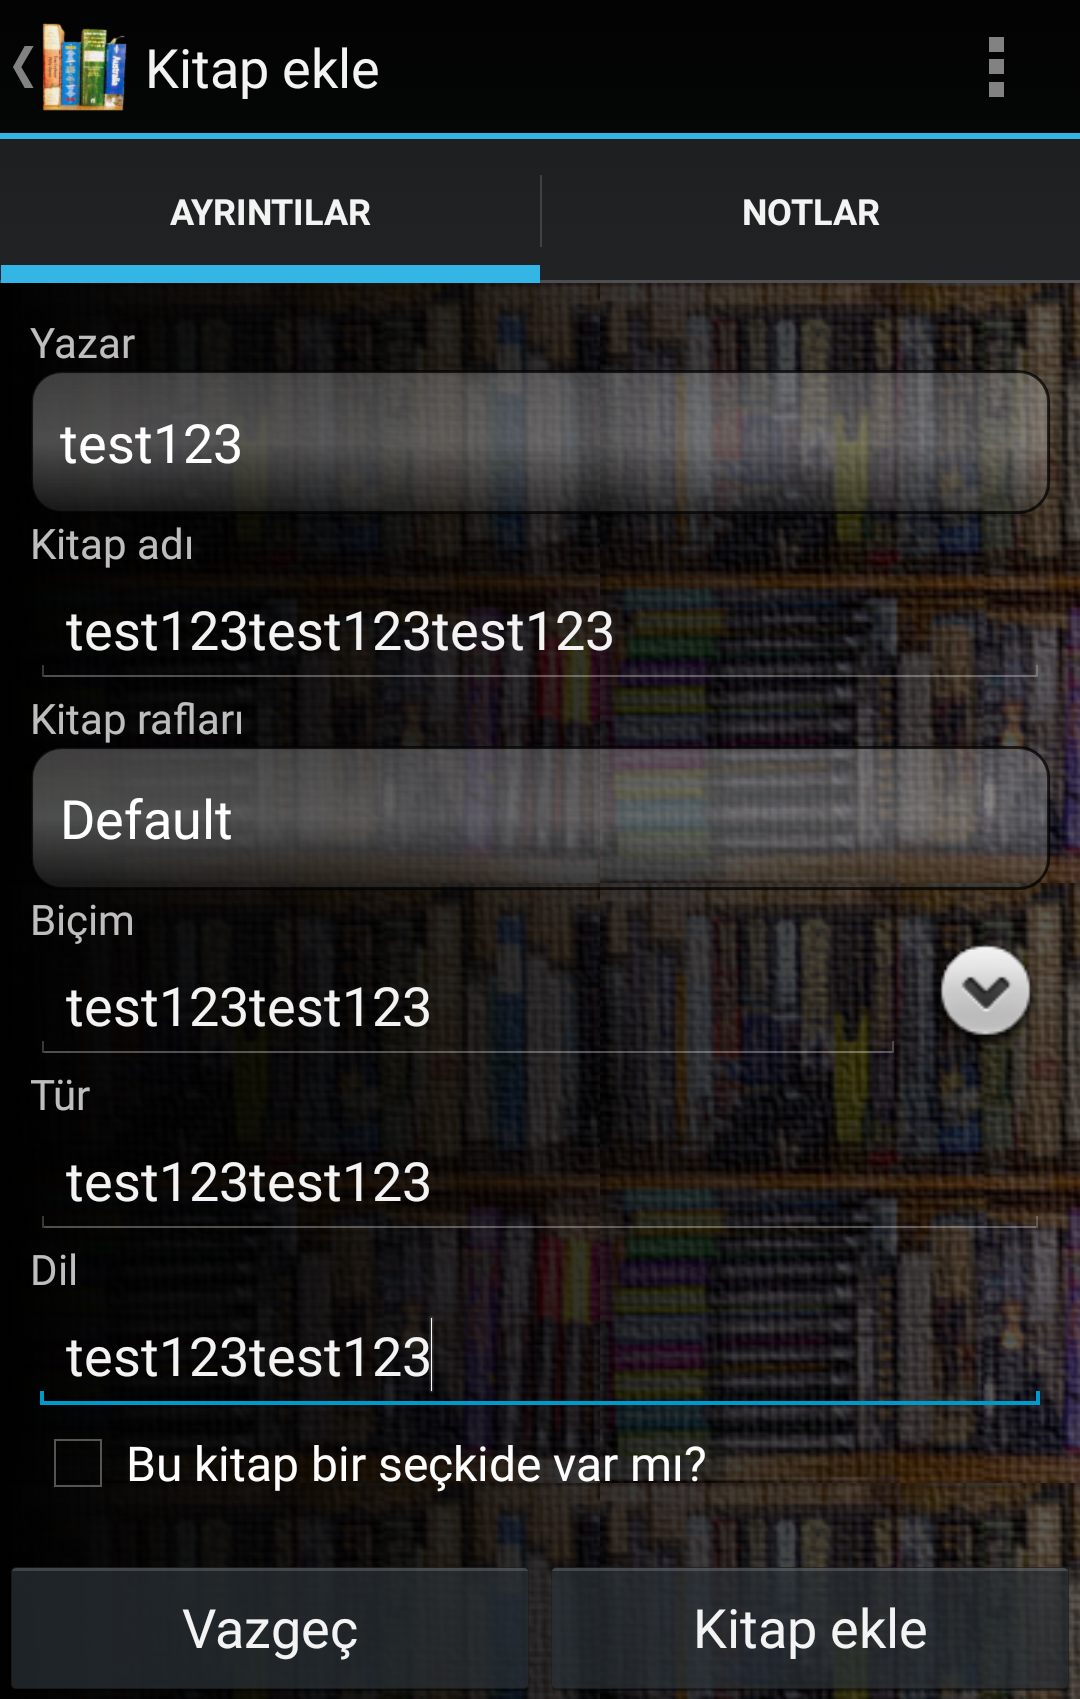 Kitap ekle
AYRINTILAR
NOTLAR
Yazar
test123
Kitap adı
test123test123test123
Kitap rafları
Default
Biçim
test123test123
Tür
test123test123
Dil
test123test123
Bu kitap bir seçkide var mı?
Vazgeç
Kitap ekle